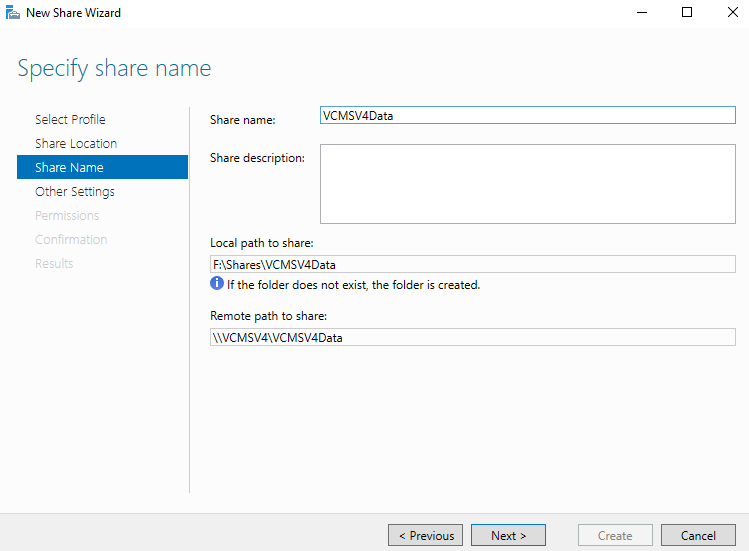 New Share Wizard
Specify share name
Select Profile
Share Location
Share Name
Other Settings
Permissions
Confirmation
Results
Share name:
VCMSV4Data
Share description:
Local path to share:
F:\Shares\VCMSV4Data
If the folder does not exist, the folder is created.
Remote path to share:
\\VCMSV4\VCMSV4Data
< Previous
Next >
Create
Cancel